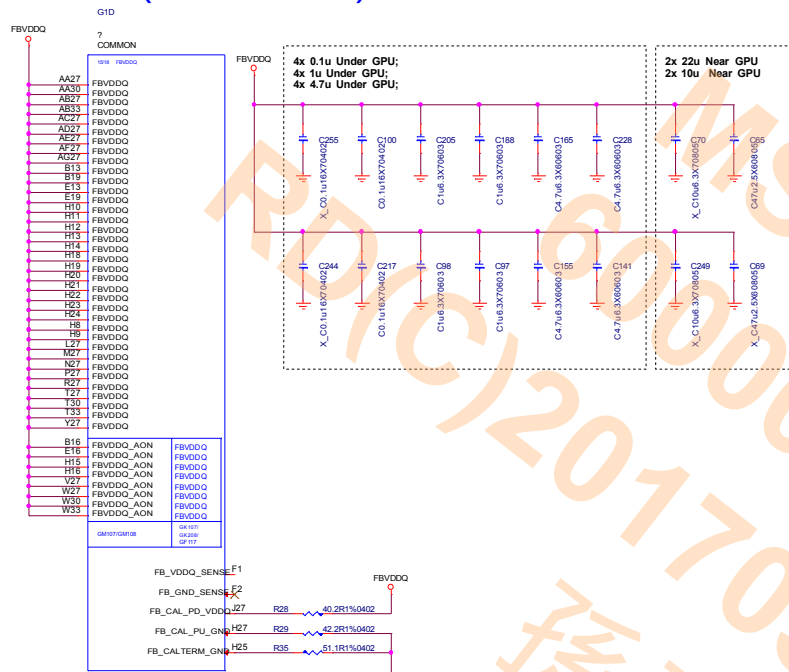 G1D
?
COMMON
FBVDDQ
15/18 FBVDDQ
AA27 FBVDDQ
AA30 FBVDDQ
AB27 FBVDDQ
AB33 FBVDDQ
AC27 FBVDDQ
AD27 FBVDDQ
AE27 FBVDDQ
AF27 FBVDDQ
AG27 FBVDDQ
B13 FBVDDQ
B19 FBVDDQ
E13 FBVDDQ
E19 FBVDDQ
H10 FBVDDQ
H11 FBVDDQ
H12 FBVDDQ
H13 FBVDDQ
H14 FBVDDQ
H18 FBVDDQ
H19 FBVDDQ
H20 FBVDDQ
H21 FBVDDQ
H22 FBVDDQ
H23 FBVDDQ
H24 FBVDDQ
H8 FBVDDQ
H9 FBVDDQ
L27 FBVDDQ
M27 FBVDDQ
N27 FBVDDQ
P27 FBVDDQ
R27 FBVDDQ
T27 FBVDDQ
T30 FBVDDQ
T33 FBVDDQ
Y27 FBVDDQ
B16 FBVDDQ_AON FBVDDQ
E16 FBVDDQ_AON FBVDDQ
H15 FBVDDQ_AON FBVDDQ
H16 FBVDDQ_AON FBVDDQ
V27 FBVDDQ_AON FBVDDQ
W27 FBVDDQ_AON FBVDDQ
W30 FBVDDQ_AON FBVDDQ
W33 FBVDDQ_AON FBVDDQ
GM107/GM108
GK107/
GK208/
GF117
FB_VDDQ_SENSE F1
FB_GND_SENSE F2
FB_CAL_PD_VDDQ J27 R28 40.2R1%0402
FB_CAL_PU_GND H27 R29 42.2R1%0402
FB_CALTERM_GND H25 R35 51.1R1%0402
FBVDDQ
FBVDDQ
4x 0.1u Under GPU;
4x 1u Under GPU;
4x 4.7u Under GPU;
2x 22u Near GPU
2x 10u Near GPU
C255 X_C0.1u16X70402
C100 C0.1u16X70402
C205 C1u6.3X70603
C188 C1u6.3X70603
C165 C4.7u6.3X60603
C228 C4.7u6.3X60603
C70 X_C10u6.3X70805
C65 C47u2.5X60805
C244 X_C0.1u16X70402
C217 C0.1u16X70402
C98 C1u6.3X70603
C97 C1u6.3X70603
C155 C4.7u6.3X60603
C141 C4.7u6.3X60603
C249 X_C10u6.3X70805
C69 X_C47u2.5X60805
MS
60000
RD(C)201705
孫